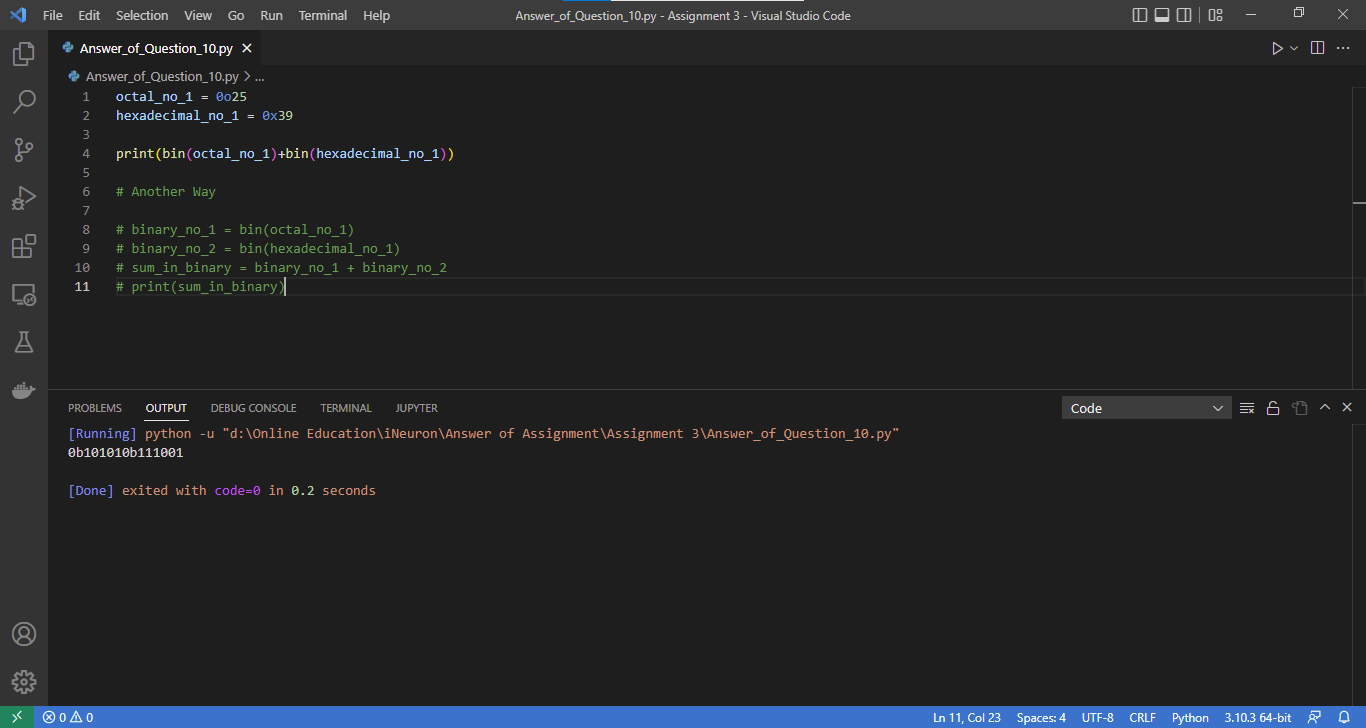 File Edit Selection View Go Run Terminal Help Answer_of_Question_10.py - Assignment 3 - Visual Studio Code
Answer_of_Question_10.py
Answer_of_Question_10.py > ...
1 octal_no_1 = 0o25
2 hexadecimal_no_1 = 0x39
3
4 print(bin(octal_no_1)+bin(hexadecimal_no_1))
5
6 # Another Way
7
8 # binary_no_1 = bin(octal_no_1)
9 # binary_no_2 = bin(hexadecimal_no_1)
10 # sum_in_binary = binary_no_1 + binary_no_2
11 # print(sum_in_binary)
PROBLEMS OUTPUT DEBUG CONSOLE TERMINAL JUPYTER Code
[Running] python -u "d:\Online Education\iNeuron\Answer of Assignment\Assignment 3\Answer_of_Question_10.py"
0b101010b111001
[Done] exited with code=0 in 0.2 seconds
0 0 Ln 11, Col 23 Spaces: 4 UTF-8 CRLF Python 3.10.3 64-bit